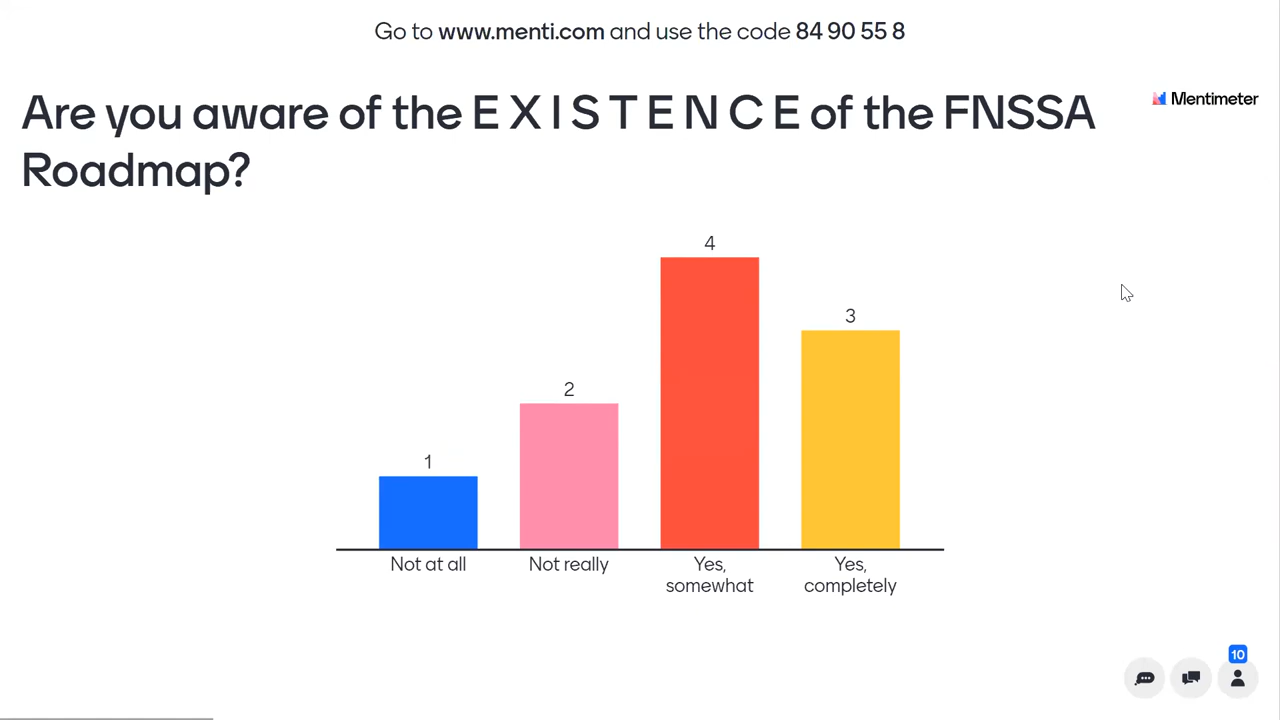 Go to www.menti.com and use the code 84 90 55 8
Are you aware of the E X I S T E N C E of the FNSSA
Roadmap?
Mentimeter
4
3
2
1
Not at all
Not really
Yes,
somewhat
Yes,
completely
10